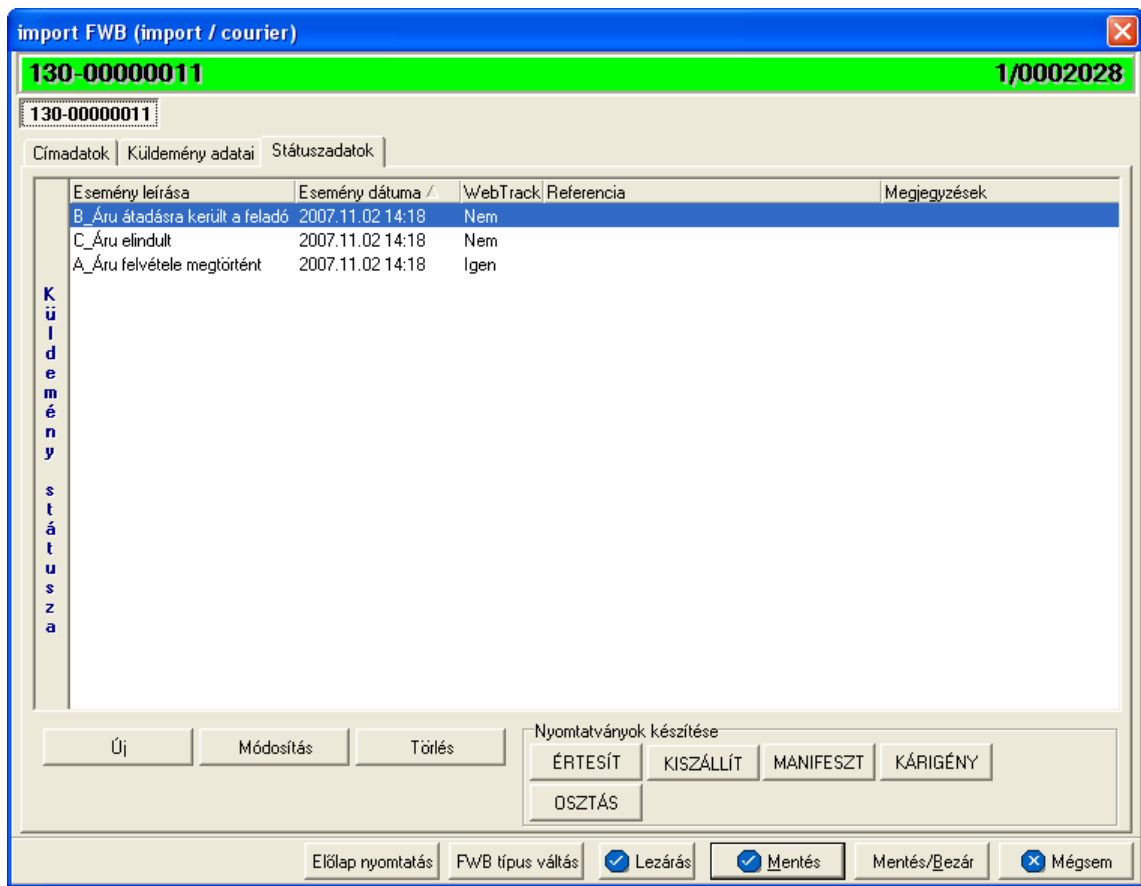 import FWB (import / courier)
130-00000011 1/0002028
130-00000011
Címadatok Küldemény adatai Státuszadatok
Esemény leírása Esemény dátuma WebTrack Referencia Megjegyzések
B_Áru átadásra került a feladó 2007.11.02 14:18 Nem
C_Áru elindult 2007.11.02 14:18 Nem
A_Áru felvétele megtörtént 2007.11.02 14:18 Igen
Küldemény státusza
Új Módosítás Törlés
Nyomtatványok készítése
ÉRTESÍT KISZÁLLÍT MANIFESZT KÁRIGÉNY
OSZTÁS
Előlap nyomtatás FWB típus váltás Lezárás Mentés Mentés/Bezár Mégsem